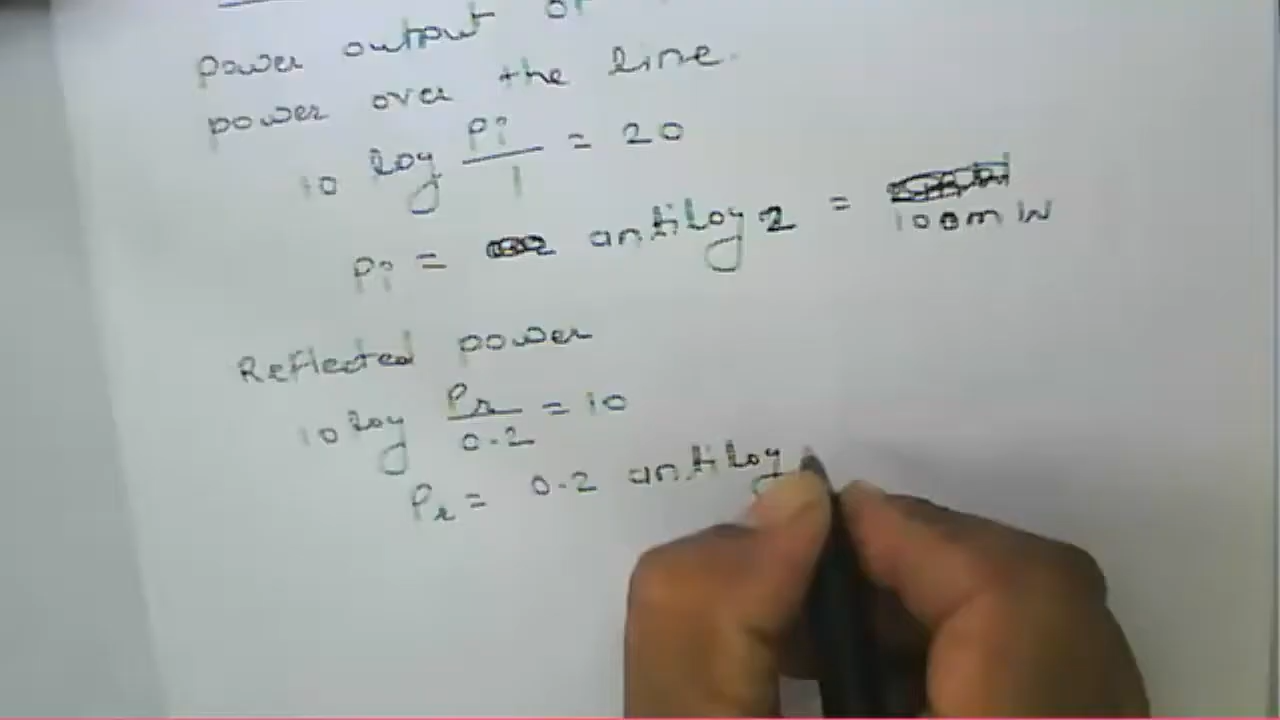 power output
power over the line.
10 log Pi/1 = 20
Pi = antilog 2 = 100mW
Reflected power
10 log Pr/0.2 = 10
Pr = 0.2 antilog